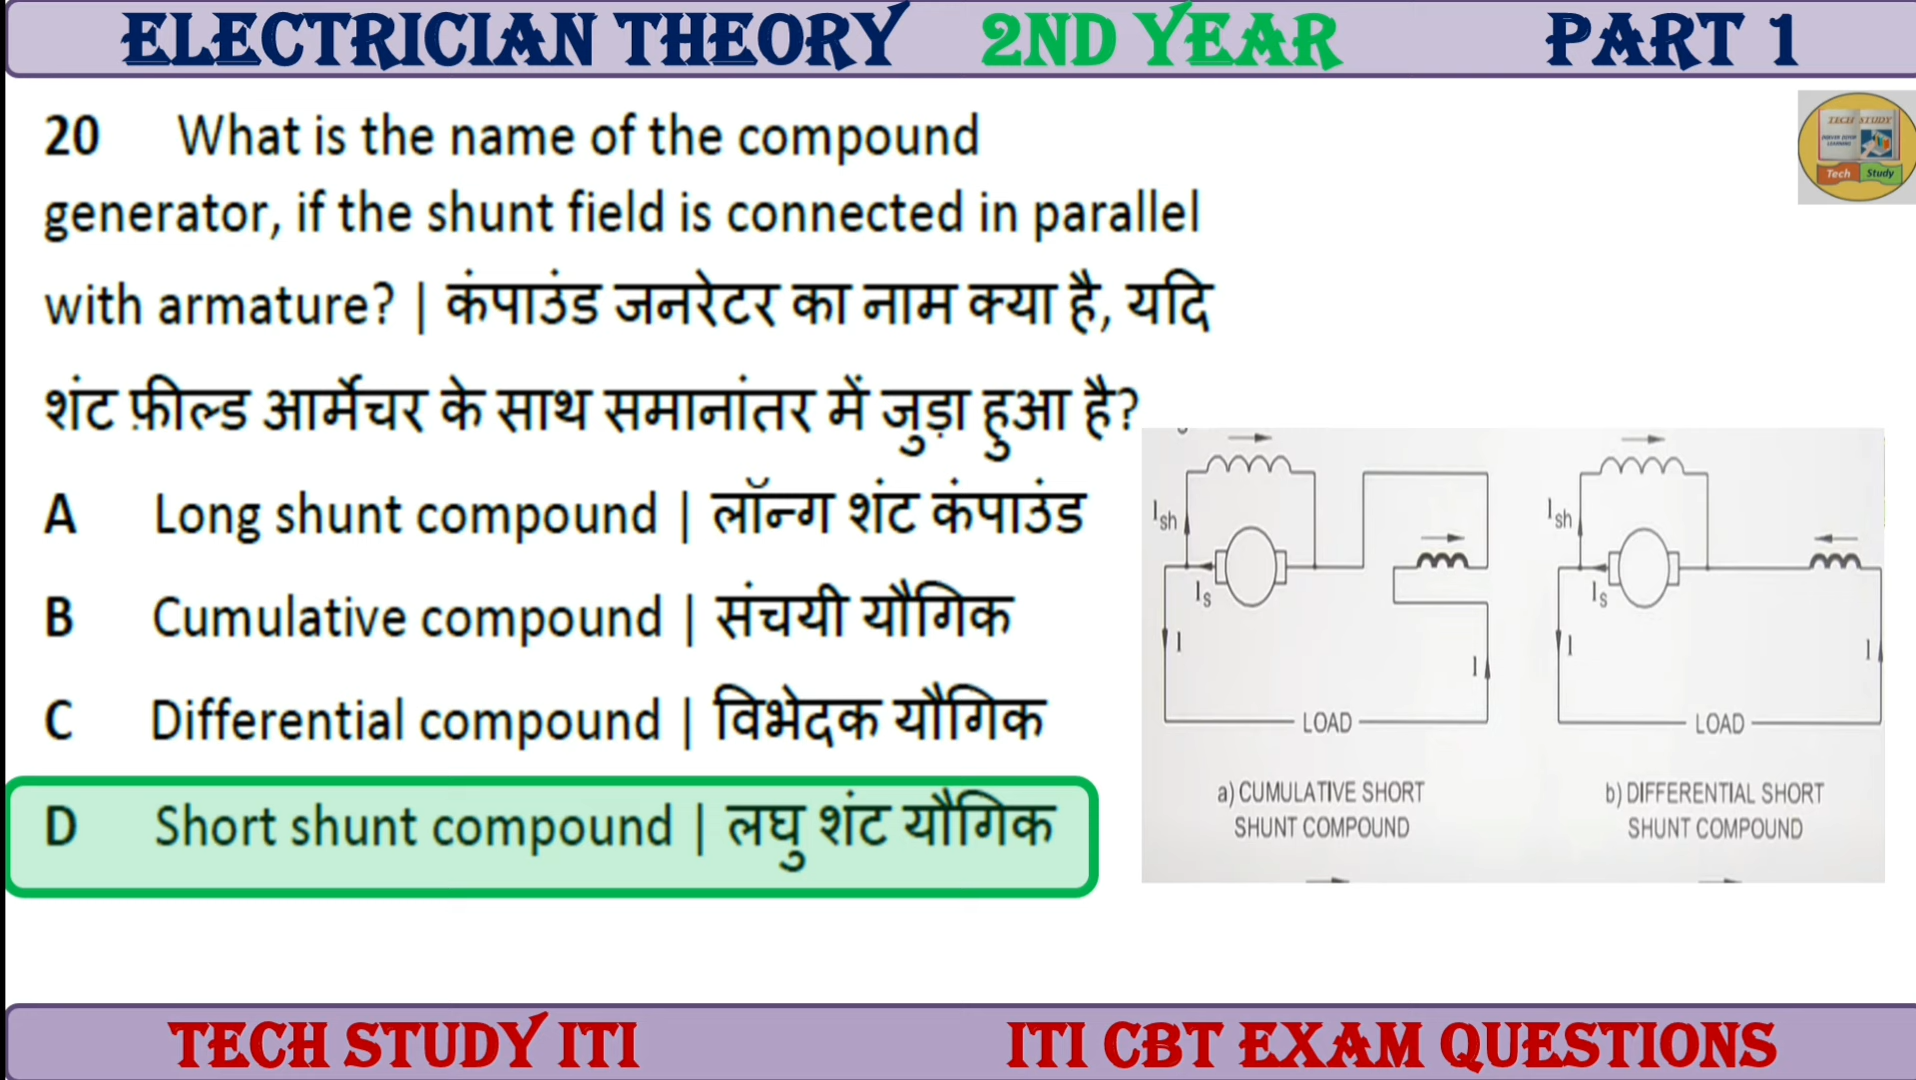 ELECTRICIAN THEORY 2ND YEAR PART 1
TECH STUDY
Tech Study
20 What is the name of the compound
generator, if the shunt field is connected in parallel
with armature? | कंपाउंड जनरेटर का नाम क्या है, यदि
शंट फ़ील्ड आर्मेचर के साथ समानांतर में जुड़ा हुआ है?
A Long shunt compound | लॉन्ग शंट कंपाउंड
B Cumulative compound | संचयी यौगिक
C Differential compound | विभेदक यौगिक
D Short shunt compound | लघु शंट यौगिक
Ish
Is
I
I
LOAD
a) CUMULATIVE SHORT
SHUNT COMPOUND
Ish
Is
I
I
LOAD
b) DIFFERENTIAL SHORT
SHUNT COMPOUND
TECH STUDY ITI ITI CBT EXAM QUESTIONS